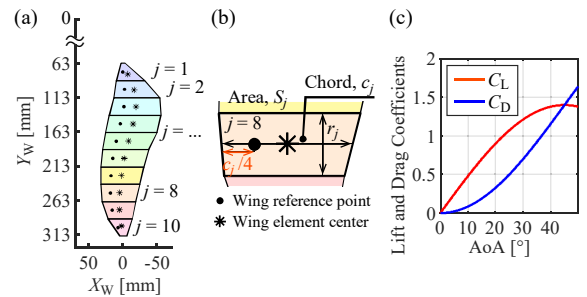 (a)
0
63
113
163
213
263
313
Y_W [mm]
50 0 -50
X_W [mm]
j = 1
j = 2
j = ...
j = 8
j = 10
(b)
Chord, c_j
Area, S_j
j = 8
r_j
c_j/4
Wing reference point
Wing element center
(c)
2
1.5
1
0.5
0
Lift and Drag Coefficients
C_L
C_D
0 10 20 30 40
AoA [°]